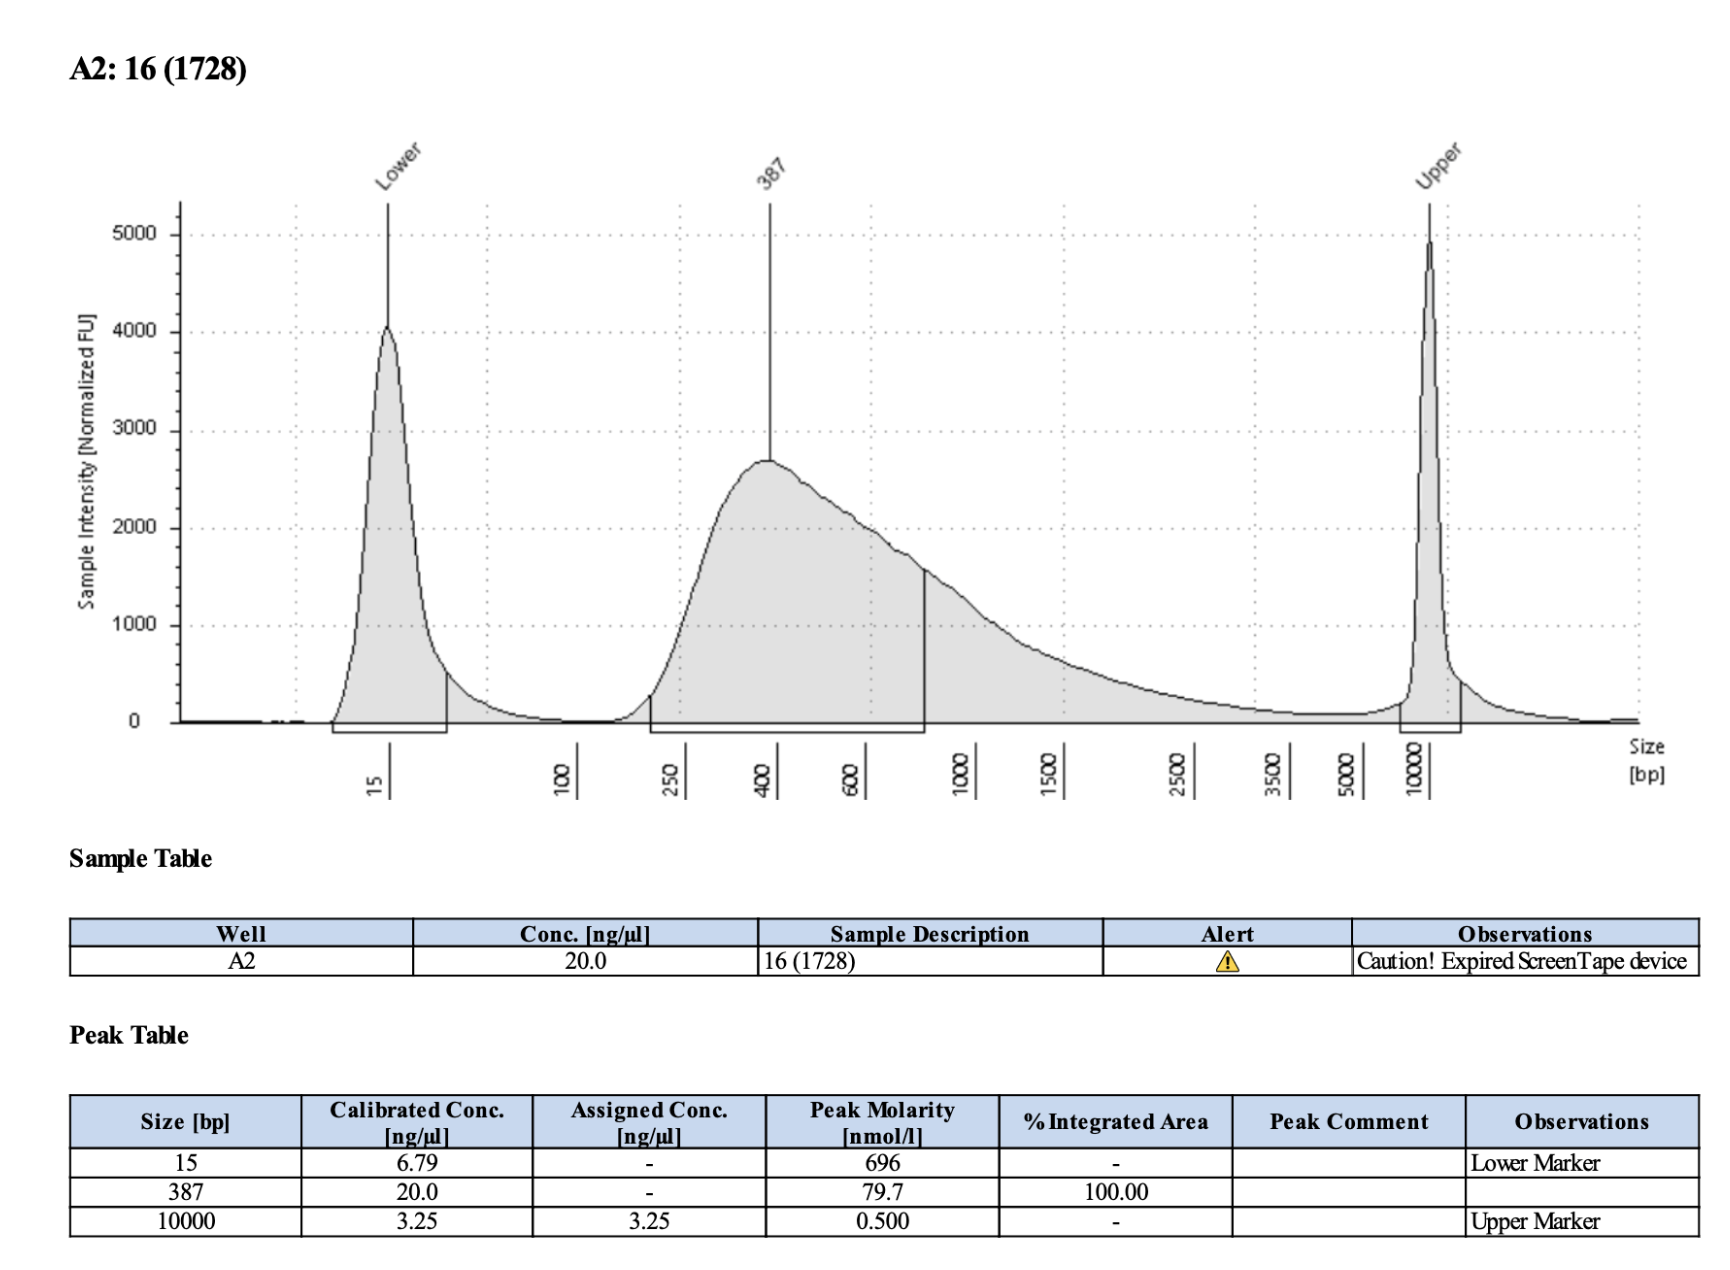 A2: 16 (1728)
Lower
387
Upper
Sample Intensity [Normalized FU]
5000
4000
3000
2000
1000
0
15
100
250
400
600
1000
1500
2500
3500
5000
10000
Size
[bp]
Sample Table
Well Conc. [ng/µl] Sample Description Alert Observations
A2 20.0 16 (1728) Caution! Expired ScreenTape device
Peak Table
Size [bp] Calibrated Conc. [ng/µl] Assigned Conc. [ng/µl] Peak Molarity [nmol/l] % Integrated Area Peak Comment Observations
15 6.79 - 696 - Lower Marker
387 20.0 - 79.7 100.00
10000 3.25 3.25 0.500 - Upper Marker